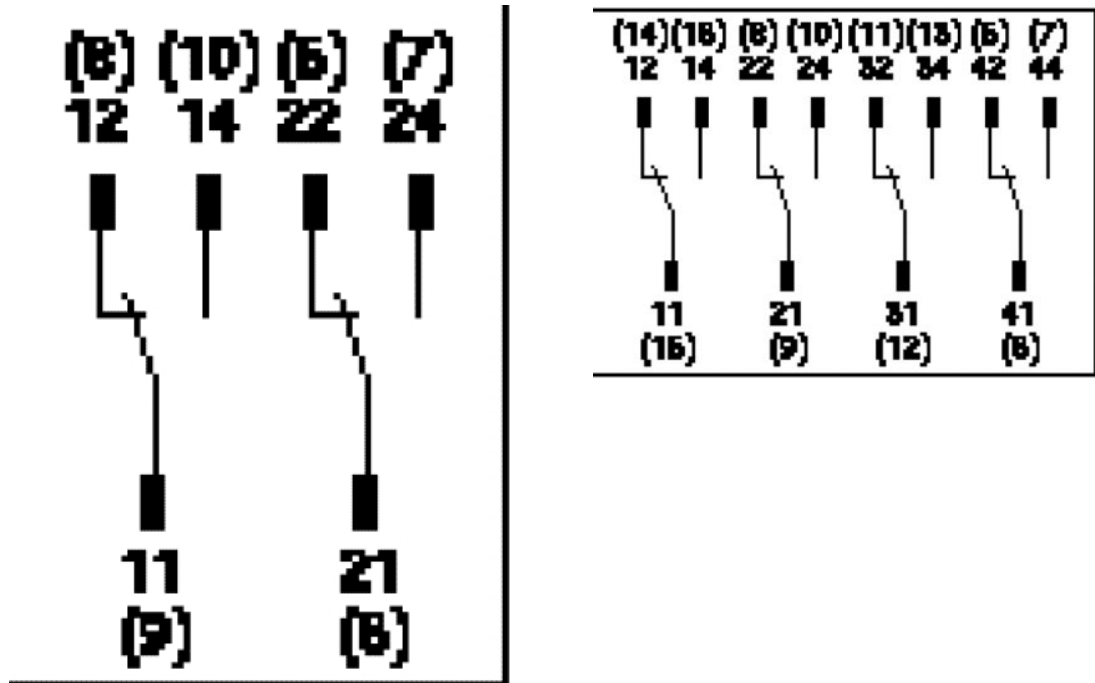 (8) (10) (5) (7)
12 14 22 24
11 21
(9) (6)
(14) (16) (8) (10) (11) (13) (5) (7)
12 14 22 24 32 34 42 44
11 21 31 41
(15) (9) (12) (6)